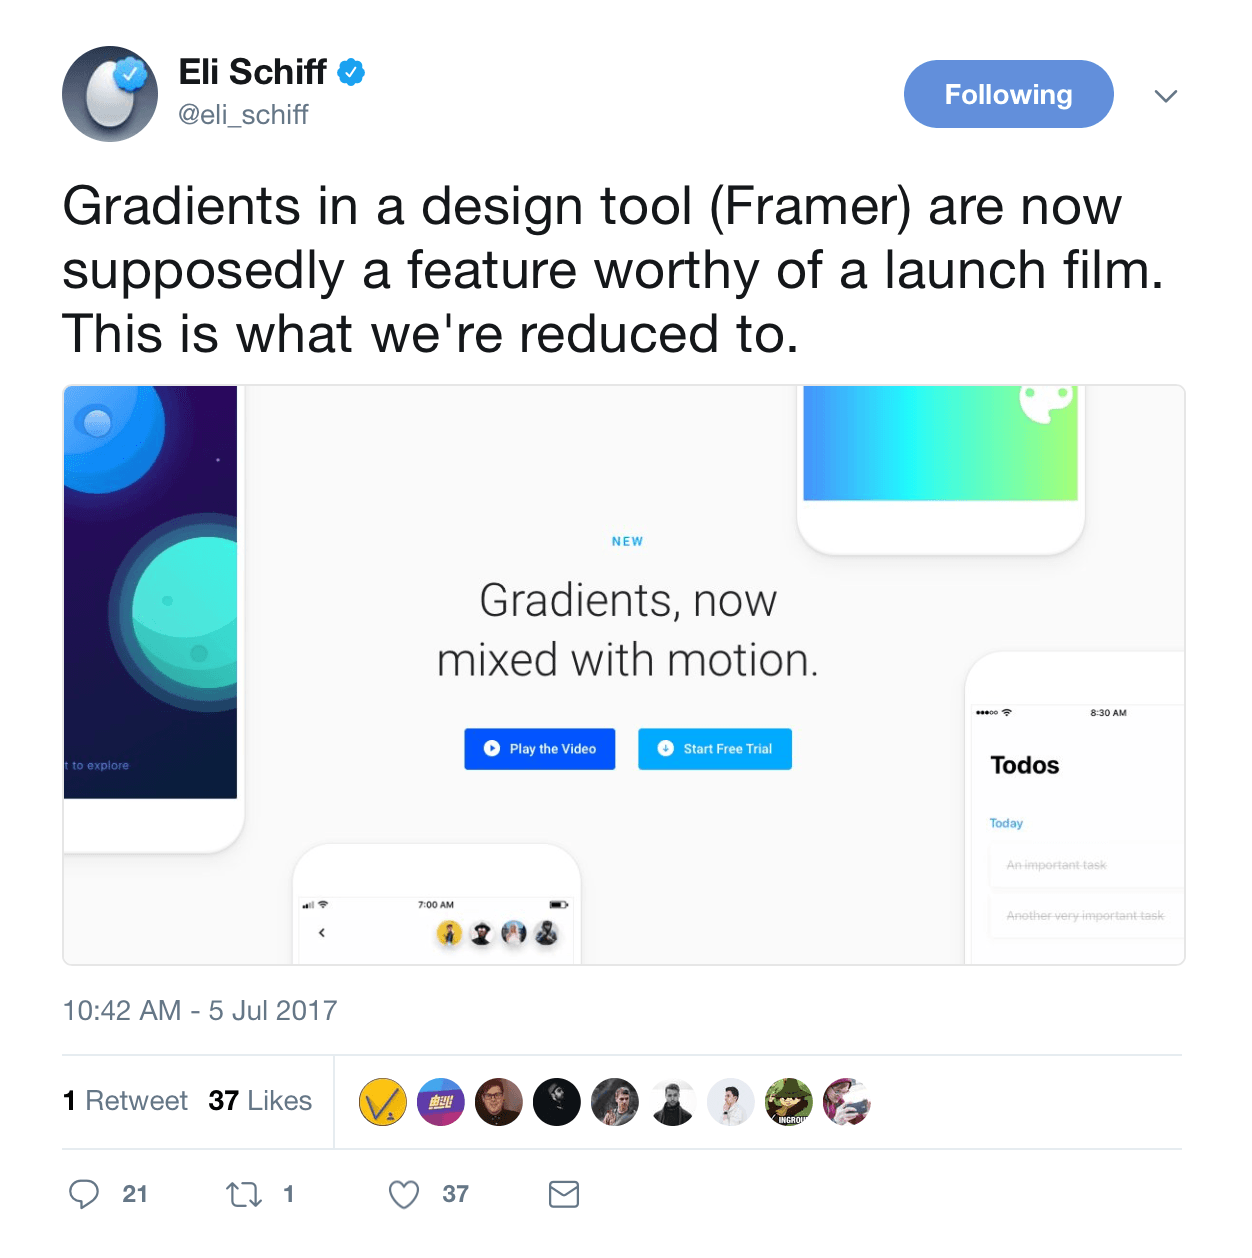 Eli Schiff
@eli_schiff
Following
Gradients in a design tool (Framer) are now
supposedly a feature worthy of a launch film.
This is what we're reduced to.
NEW
Gradients, now
mixed with motion.
Play the Video
Start Free Trial
t to explore
8:30 AM
Todos
Today
An important task
Another very important task
7:00 AM
10:42 AM - 5 Jul 2017
1 Retweet 37 Likes
INGROU
21
1
37